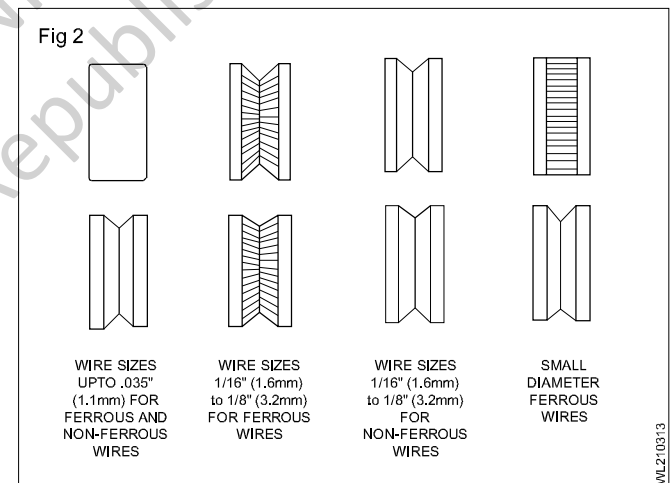 Fig 2
WIRE SIZES
UPTO .035"
(1.1mm) FOR
FERROUS AND
NON-FERROUS
WIRES
WIRE SIZES
1/16" (1.6mm)
to 1/8" (3.2mm)
FOR FERROUS
WIRES
WIRE SIZES
1/16" (1.6mm)
to 1/8" (3.2mm)
FOR
NON-FERROUS
WIRES
SMALL
DIAMETER
FERROUS
WIRES
WL210313